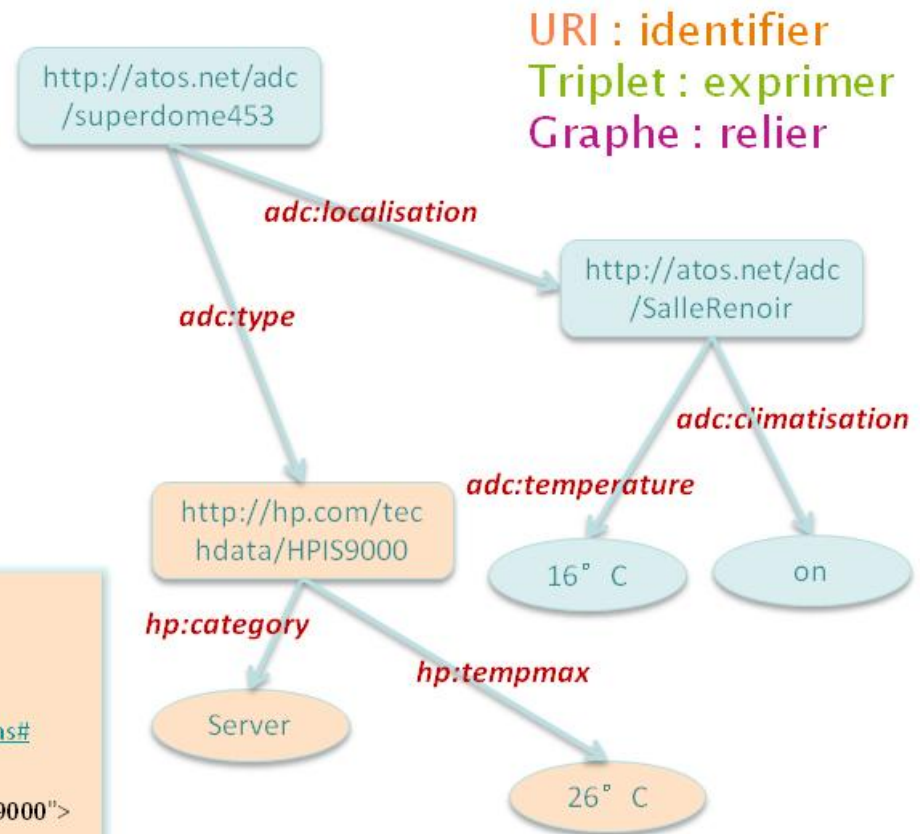 URI : identifier
Triplet : exprimer
Graphe : relier
http://atos.net/adc
/superdome453
adc:localisation
http://atos.net/adc
/SalleRenoir
adc:type
adc:climatisation
adc:temperature
http://hp.com/tec
hdata/HPIS9000
16° C
on
hp:category
hp:tempmax
Server
26° C
as#
9000">